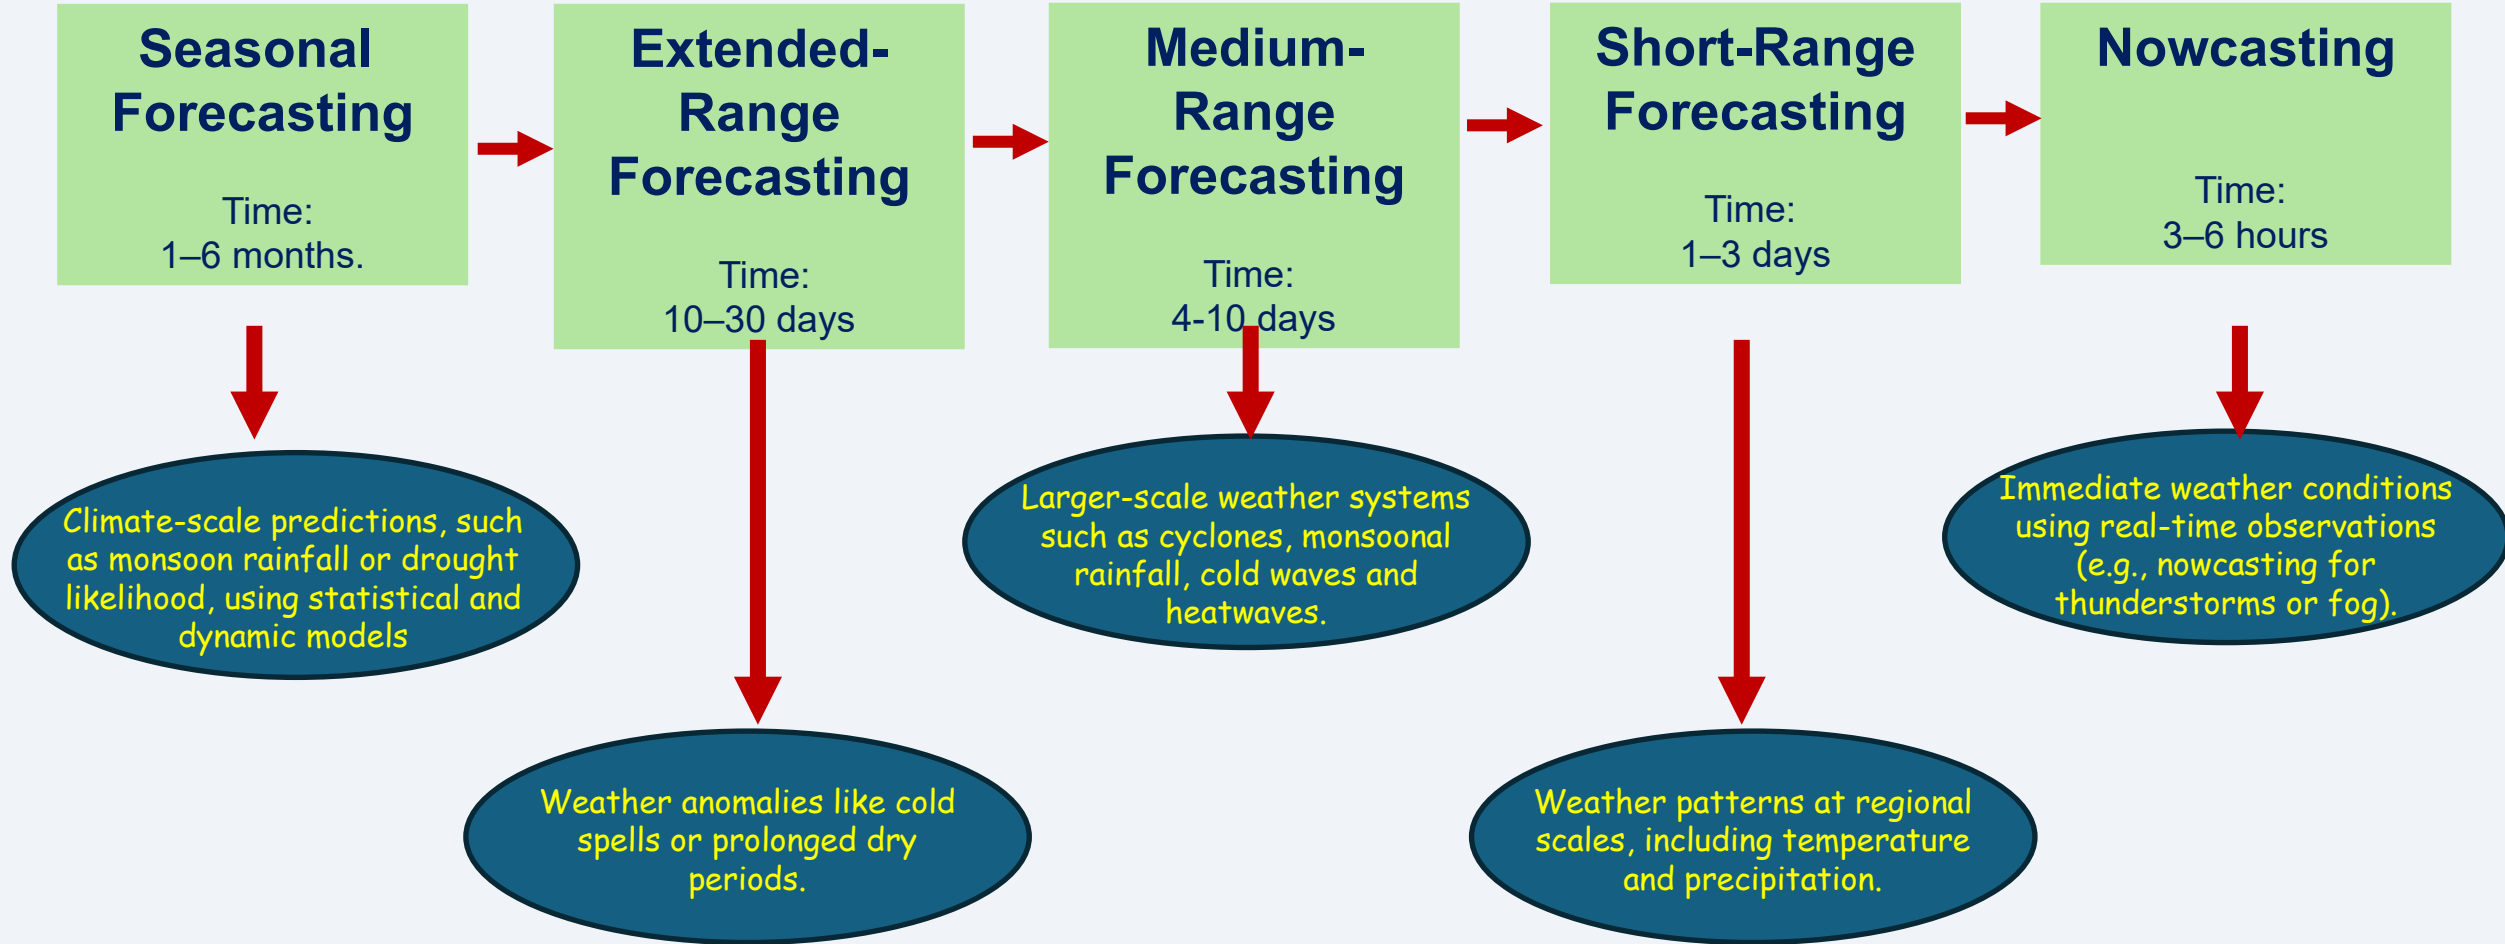 Seasonal
Forecasting
Time:
1–6 months.
Extended-
Range
Forecasting
Time:
10–30 days
Medium-
Range
Forecasting
Time:
4-10 days
Short-Range
Forecasting
Time:
1–3 days
Nowcasting
Time:
3–6 hours
Climate-scale predictions, such
as monsoon rainfall or drought
likelihood, using statistical and
dynamic models
Weather anomalies like cold
spells or prolonged dry
periods.
Larger-scale weather systems
such as cyclones, monsoonal
rainfall, cold waves and
heatwaves.
Weather patterns at regional
scales, including temperature
and precipitation.
Immediate weather conditions
using real-time observations
(e.g., nowcasting for
thunderstorms or fog).